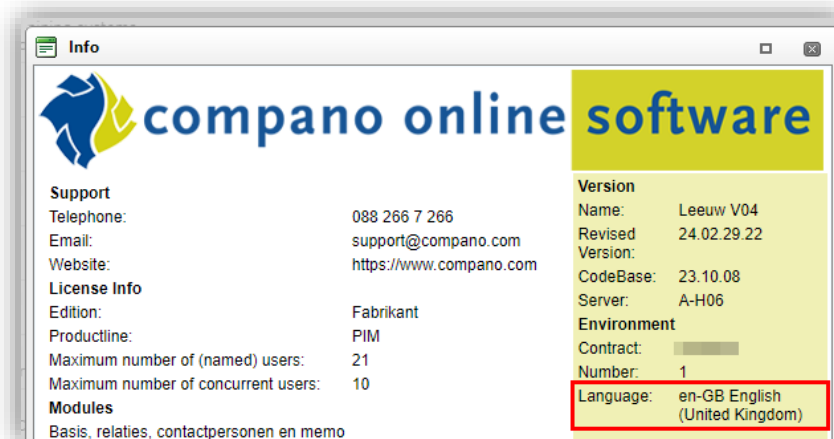 Info
compano online software
Support
Telephone: 088 266 7 266
Email: support@compano.com
Website: https://www.compano.com
License Info
Edition: Fabrikant
Productline: PIM
Maximum number of (named) users: 21
Maximum number of concurrent users: 10
Modules
Basis, relaties, contactpersonen en memo
Version
Name: Leeuw V04
Revised 24.02.29.22
Version:
CodeBase: 23.10.08
Server: A-H06
Environment
Contract:
Number: 1
Language: en-GB English
(United Kingdom)